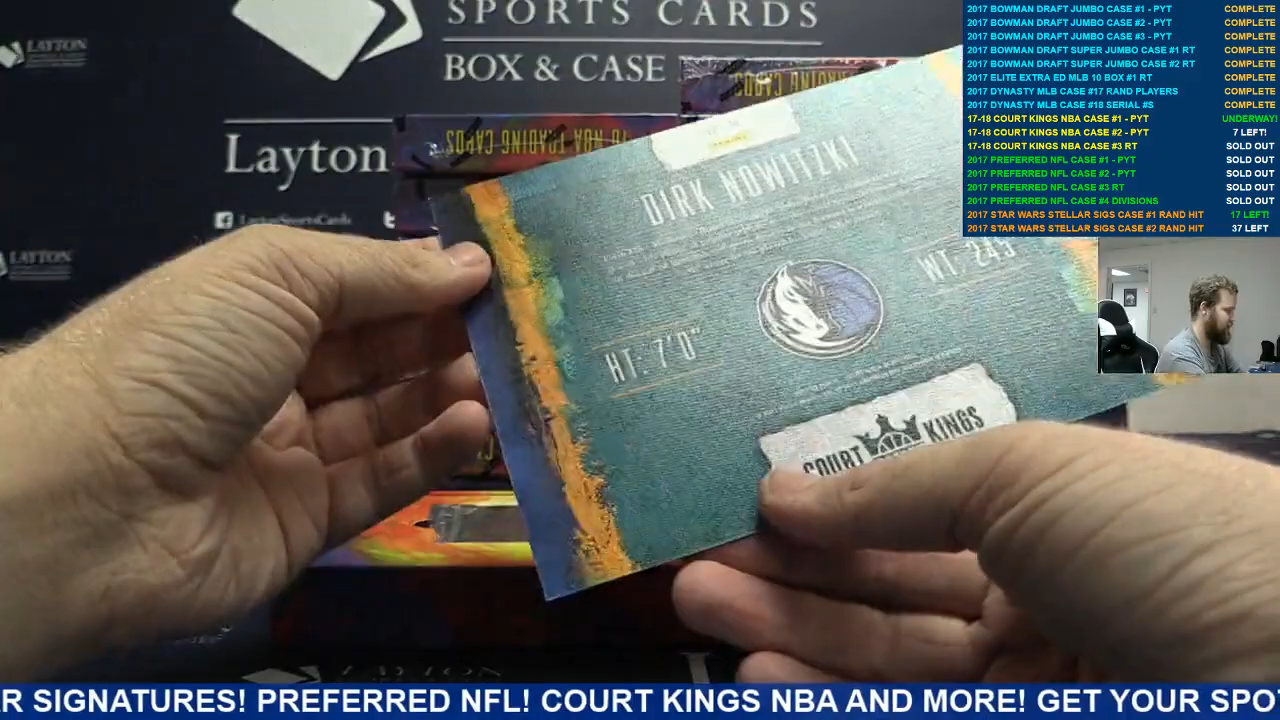 SPORTS CARDS
BOX & CASE
Layton
LaytonSportsCards
LAYTON
LAYTON
DIRK NOWITZKI
WT: 245
HT: 7'0"
COURT KINGS
2017 BOWMAN DRAFT JUMBO CASE #1 - PYT COMPLETE
2017 BOWMAN DRAFT JUMBO CASE #2 - PYT COMPLETE
2017 BOWMAN DRAFT JUMBO CASE #3 - PYT COMPLETE
2017 BOWMAN DRAFT SUPER JUMBO CASE #1 RT COMPLETE
2017 BOWMAN DRAFT SUPER JUMBO CASE #2 RT COMPLETE
2017 ELITE EXTRA ED MLB 10 BOX #1 RT COMPLETE
2017 DYNASTY MLB CASE #17 RAND PLAYERS COMPLETE
2017 DYNASTY MLB CASE #18 SERIAL #S COMPLETE
17-18 COURT KINGS NBA CASE #1 - PYT UNDERWAY!
17-18 COURT KINGS NBA CASE #2 - PYT 7 LEFT!
17-18 COURT KINGS NBA CASE #3 RT SOLD OUT
2017 PREFERRED NFL CASE #1 - PYT SOLD OUT
2017 PREFERRED NFL CASE #2 - PYT SOLD OUT
2017 PREFERRED NFL CASE #3 RT SOLD OUT
2017 PREFERRED NFL CASE #4 DIVISIONS SOLD OUT
2017 STAR WARS STELLAR SIGS CASE #1 RAND HIT 17 LEFT!
2017 STAR WARS STELLAR SIGS CASE #2 RAND HIT 37 LEFT!
R SIGNATURES! PREFERRED NFL! COURT KINGS NBA AND MORE! GET YOUR SPO